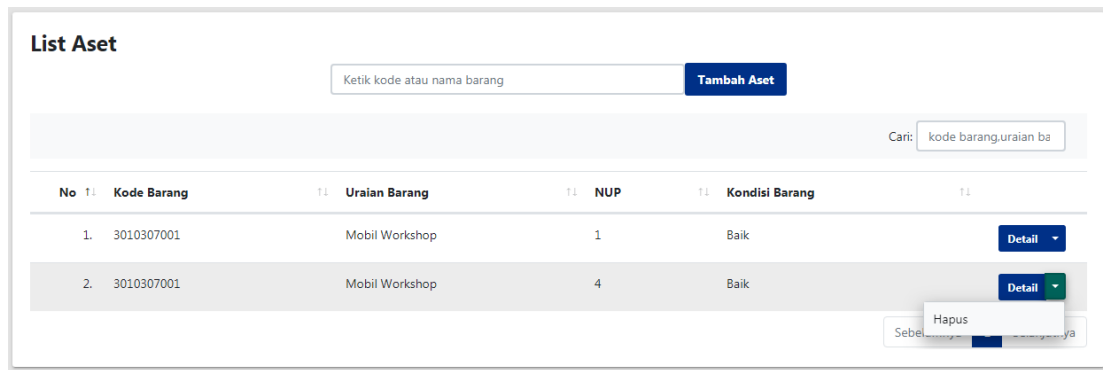 List Aset
Ketik kode atau nama barang Tambah Aset
Cari: kode barang,uraian ba
No Kode Barang Uraian Barang NUP Kondisi Barang
1. 3010307001 Mobil Workshop 1 Baik Detail
2. 3010307001 Mobil Workshop 4 Baik Detail
Hapus